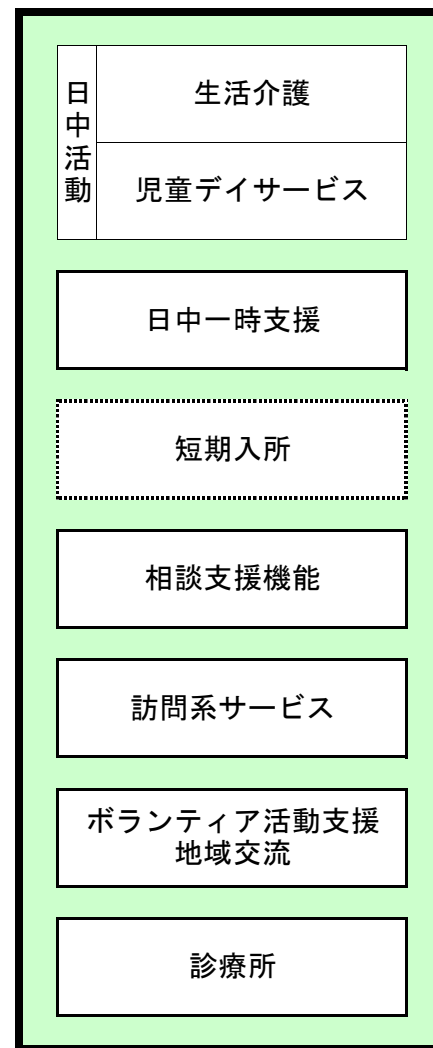 日中活動
生活介護
児童デイサービス
日中一時支援
短期入所
相談支援機能
訪問系サービス
ボランティア活動支援
地域交流
診療所